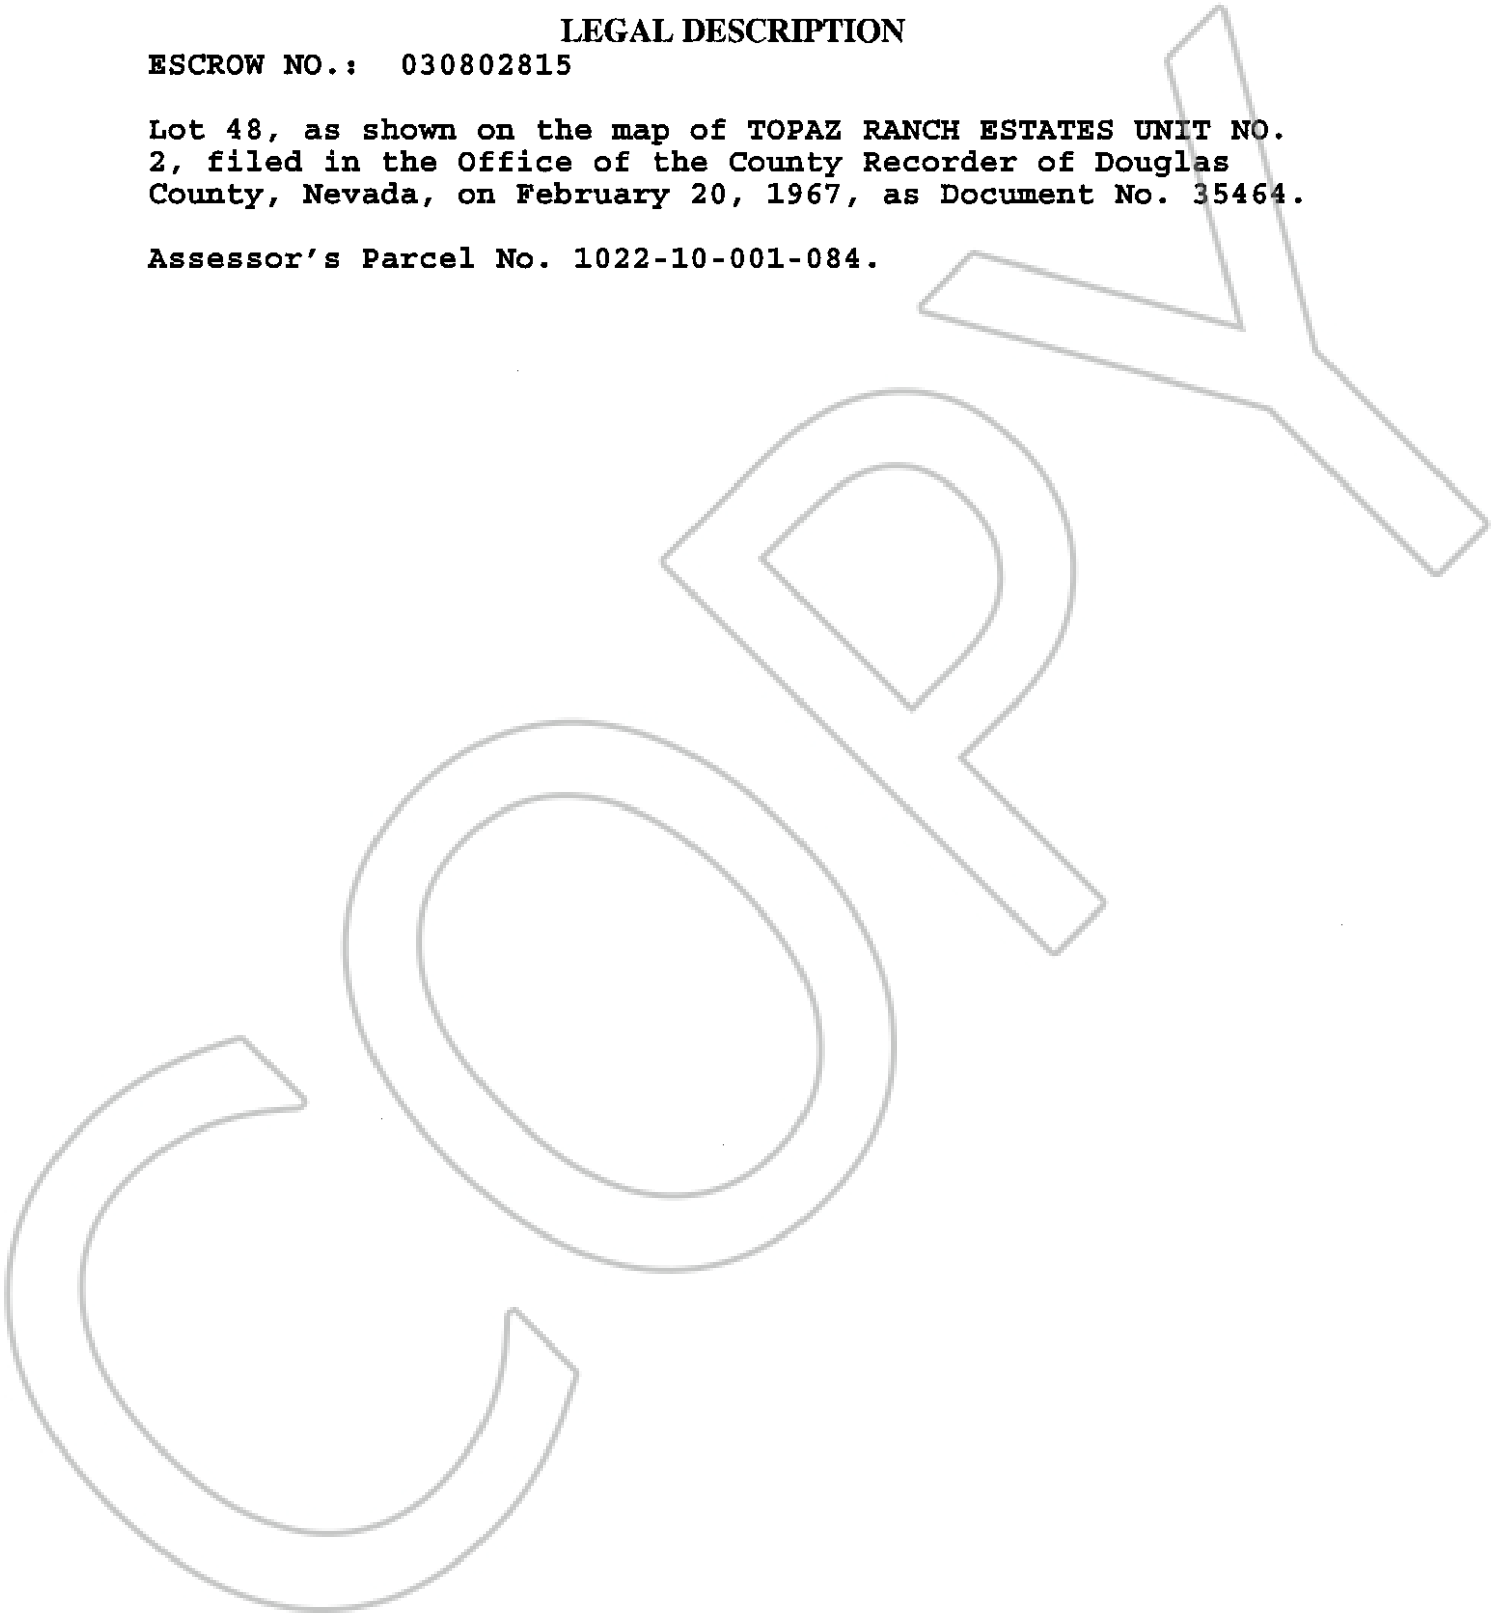 LEGAL DESCRIPTION
ESCROW NO.: 030802815
Lot 48, as shown on the map of TOPAZ RANCH ESTATES UNIT NO.
2, filed in the Office of the County Recorder of Douglas
County, Nevada, on February 20, 1967, as Document No. 35464.
Assessor's Parcel No. 1022-10-001-084.
COPY